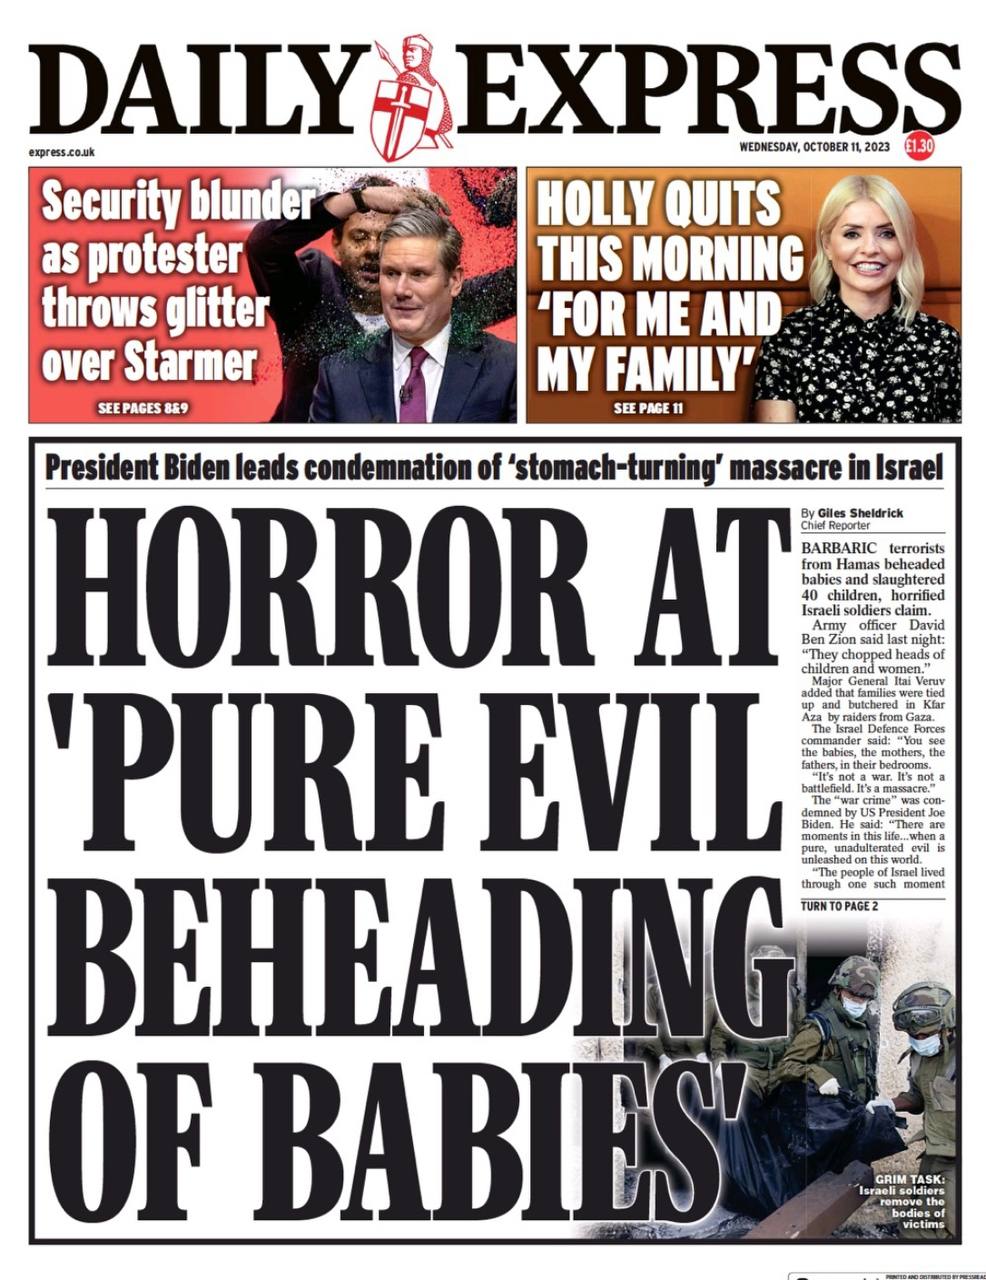 DAILY EXPRESS
express.co.uk
WEDNESDAY, OCTOBER 11, 2023
£1.30
Security blunder
as protester
throws glitter
over Starmer
SEE PAGES 8&9
HOLLY QUITS
THIS MORNING
‘FOR ME AND
MY FAMILY’
SEE PAGE 11
President Biden leads condemnation of ‘stomach-turning’ massacre in Israel
HORROR AT
'PURE EVIL
BEHEADING
OF BABIES'
By Giles Sheldrick
Chief Reporter
BARBARIC terrorists
from Hamas beheaded
babies and slaughtered
40 children, horrified
Israeli soldiers claim.
Army officer David
Ben Zion said last night:
“They chopped heads of
children and women.”
Major General Itai Veruv
added that families were tied
up and butchered in Kfar
Aza by raiders from Gaza.
The Israel Defence Forces
commander said: “You see
the babies, the mothers, the
fathers, in their bedrooms.
“It's not a war. It's not a
battlefield. It's a massacre.”
The “war crime” was con-
demned by US President Joe
Biden. He said: “There are
moments in this life...when a
pure, unadulterated evil is
unleashed on this world.
“The people of Israel lived
through one such moment
TURN TO PAGE 2
GRIM TASK:
Israeli soldiers
remove the
bodies of
victims
PRINTED AND DISTRIBUTED BY PRESSREAD